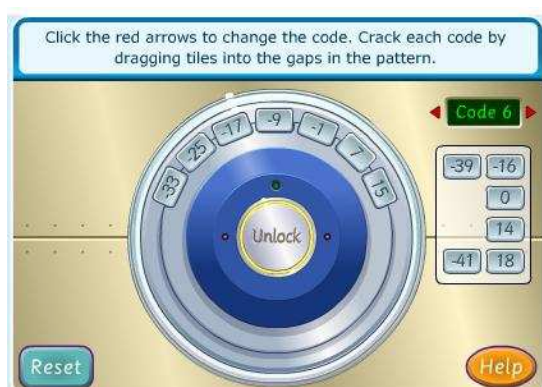 Click the red arrows to change the code. Crack each code by
dragging tiles into the gaps in the pattern.
Code 6
-33 -25 -17 -9 -1 7 15
-39 -16
0
14
-41 18
Unlock
Reset
Help